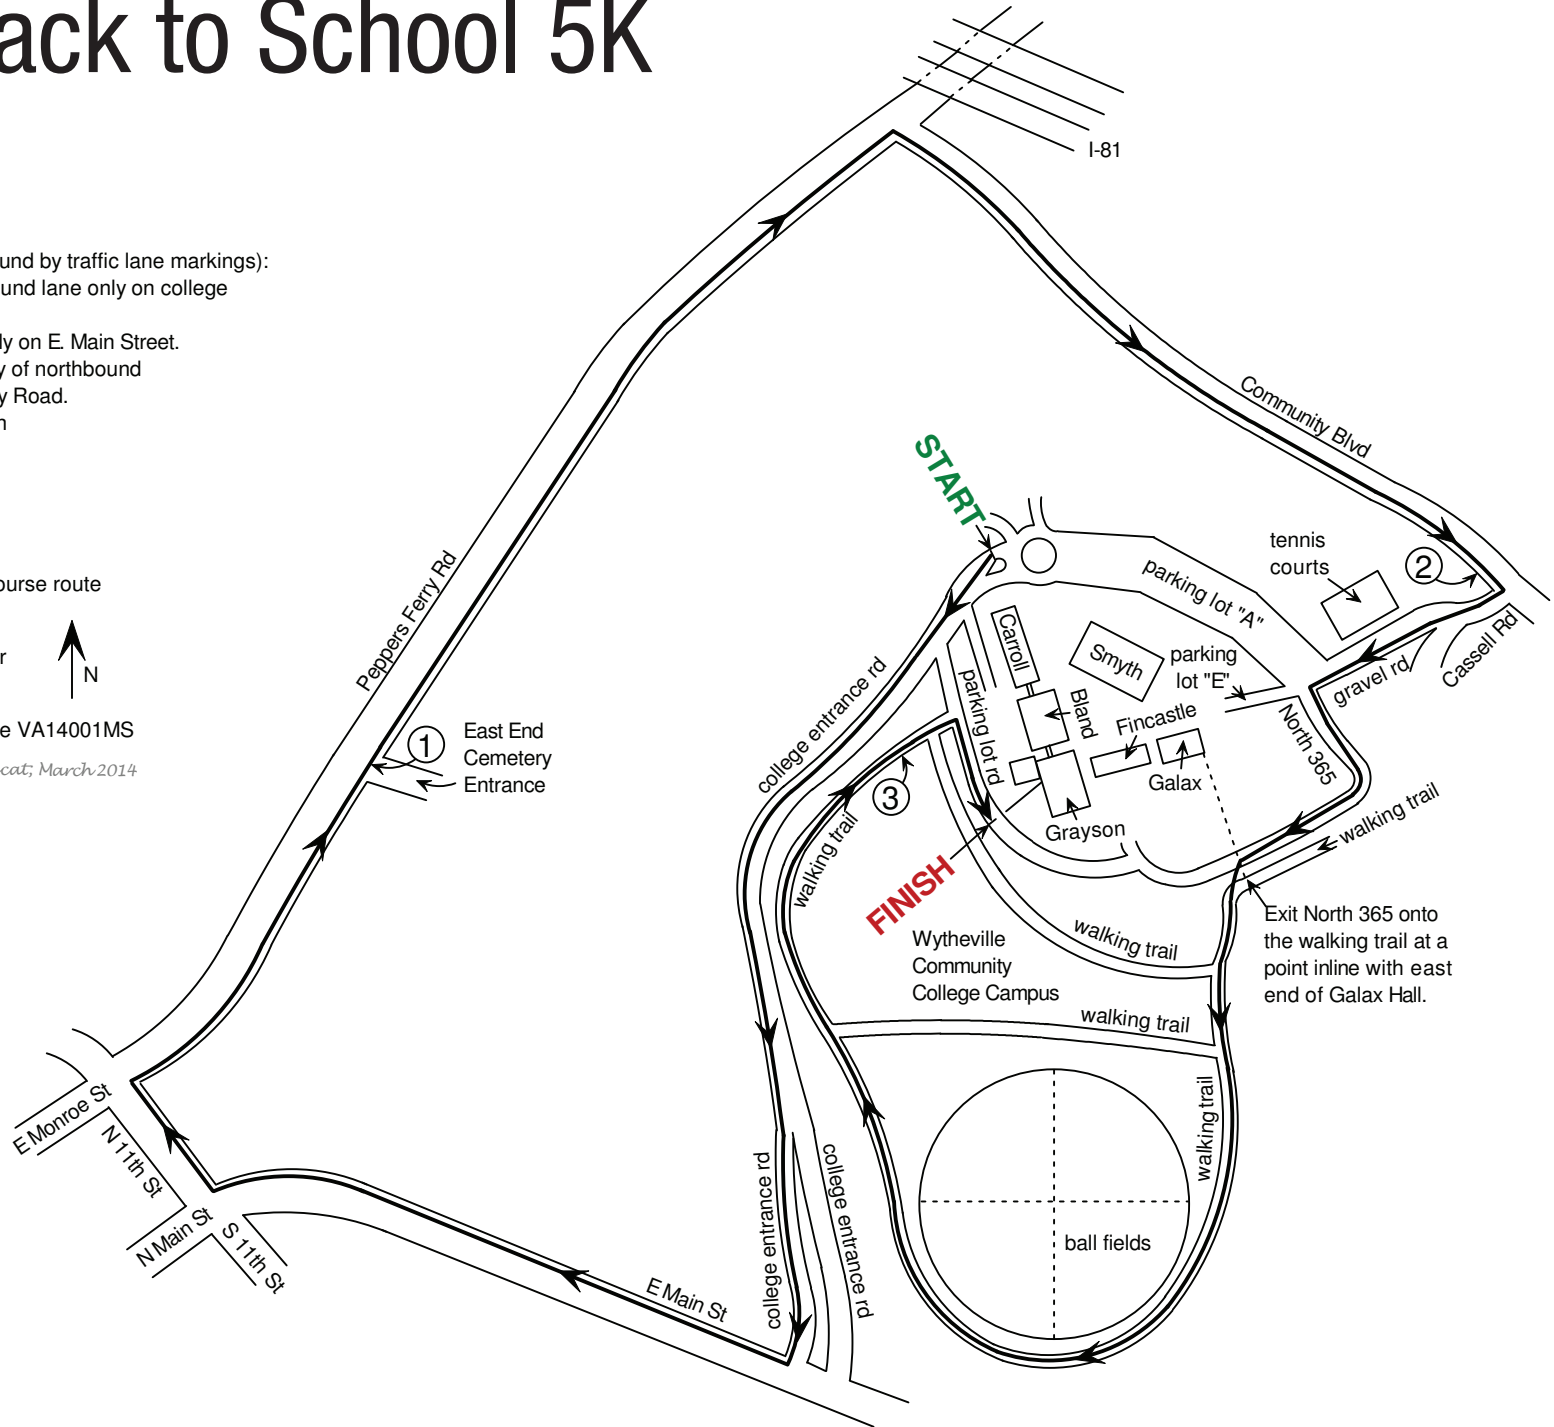 ack to School 5K
I-81
und by traffic lane markings):
und lane only on college
ly on E. Main Street.
y of northbound
y Road.
n
Community Blvd
START
tennis
courts
2
parking lot "A"
ourse route
Peppers Ferry Rd
r
N
Carroll
Smyth
parking
lot "E"
Cassell Rd
gravel rd
college entrance rd
parking lot rd
Bland
Fincastle
North 365
e VA14001MS
cat; March 2014
1
East End
Cemetery
Entrance
Galax
3
walking trail
Grayson
walking trail
FINISH
Exit North 365 onto
the walking trail at a
point inline with east
end of Galax Hall.
Wytheville
Community
College Campus
walking trail
walking trail
E Monroe St
N 11th St
walking trail
college entrance rd
college entrance rd
N Main St
S 11th St
ball fields
E Main St